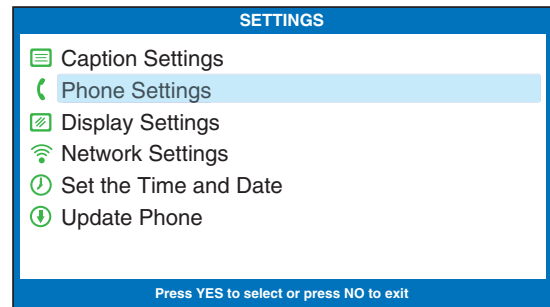 SETTINGS
Caption Settings
Phone Settings
Display Settings
Network Settings
Set the Time and Date
Update Phone
Press YES to select or press NO to exit